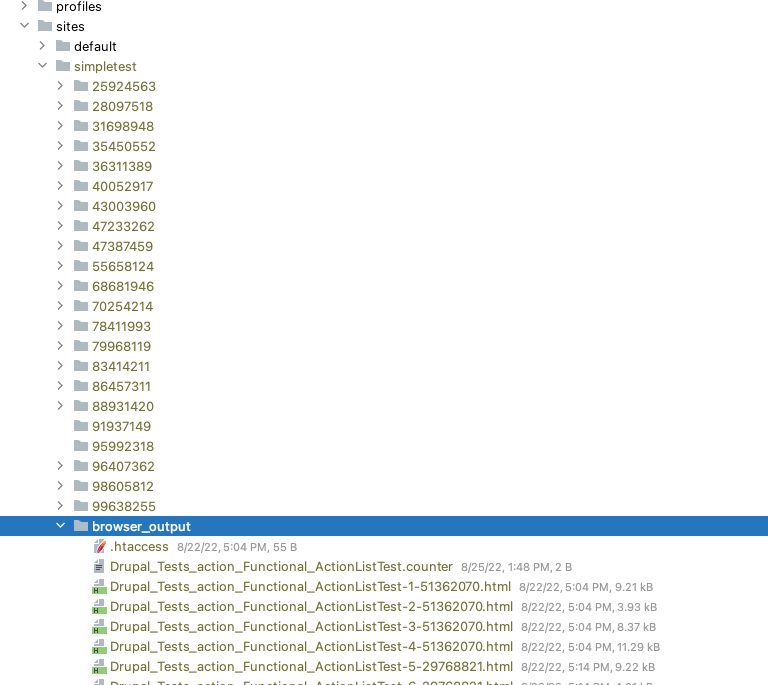 profiles
sites
default
simpletest
25924563
28097518
31698948
35450552
36311389
40052917
43003960
47233262
47387459
55658124
68681946
70254214
78411993
79968119
83414211
86457311
88931420
91937149
95992318
96407362
98605812
99638255
browser_output
.htaccess 8/22/22, 5:04 PM, 55 B
Drupal_Tests_action_Functional_ActionListTest.counter 8/25/22, 1:48 PM, 2 B
Drupal_Tests_action_Functional_ActionListTest-1-51362070.html 8/22/22, 5:04 PM, 9.21 kB
Drupal_Tests_action_Functional_ActionListTest-2-51362070.html 8/22/22, 5:04 PM, 3.93 kB
Drupal_Tests_action_Functional_ActionListTest-3-51362070.html 8/22/22, 5:04 PM, 8.37 kB
Drupal_Tests_action_Functional_ActionListTest-4-51362070.html 8/22/22, 5:04 PM, 11.29 kB
Drupal_Tests_action_Functional_ActionListTest-5-29768821.html 8/22/22, 5:14 PM, 9.22 kB